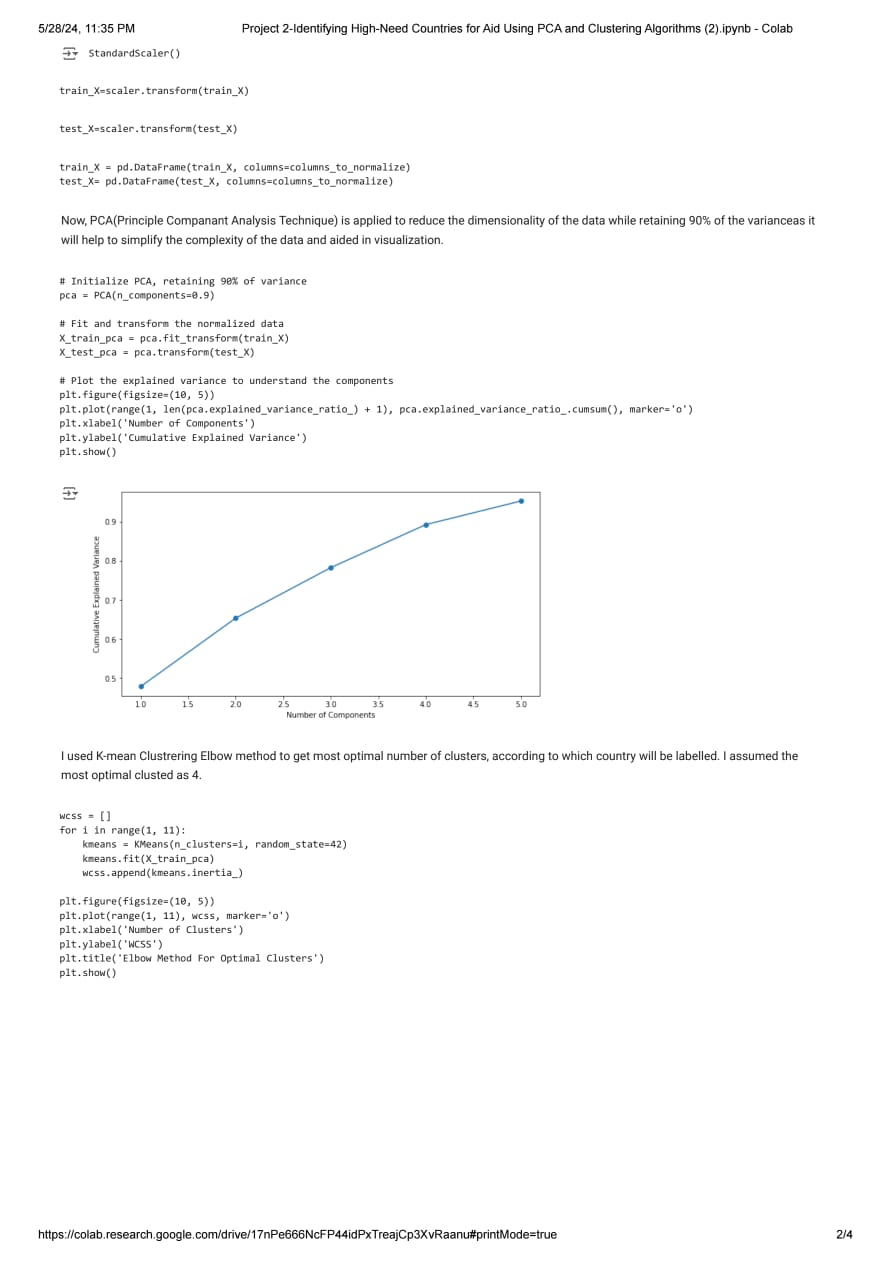 5/28/24, 11:35 PM Project 2-Identifying High-Need Countries for Aid Using PCA and Clustering Algorithms (2).ipynb - Colab
StandardScaler()
train_X=scaler.transform(train_X)
test_X=scaler.transform(test_X)
train_X = pd.DataFrame(train_X, columns=columns_to_normalize)
test_X= pd.DataFrame(test_X, columns=columns_to_normalize)
Now, PCA(Principle Companant Analysis Technique) is applied to reduce the dimensionality of the data while retaining 90% of the varianceas it
will help to simplify the complexity of the data and aided in visualization.
# Initialize PCA, retaining 90% of variance
pca = PCA(n_components=0.9)
# Fit and transform the normalized data
X_train_pca = pca.fit_transform(train_X)
X_test_pca = pca.transform(test_X)
# Plot the explained variance to understand the components
plt.figure(figsize=(10, 5))
plt.plot(range(1, len(pca.explained_variance_ratio_) + 1), pca.explained_variance_ratio_.cumsum(), marker='o')
plt.xlabel('Number of Components')
plt.ylabel('Cumulative Explained Variance')
plt.show()
Cumulative Explained Variance
0.9
0.8
0.7
0.6
0.5
1.0 1.5 2.0 2.5 3.0 3.5 4.0 4.5 5.0
Number of Components
I used K-mean Clustrering Elbow method to get most optimal number of clusters, according to which country will be labelled. I assumed the
most optimal clusted as 4.
wcss = []
for i in range(1, 11):
    kmeans = KMeans(n_clusters=i, random_state=42)
    kmeans.fit(X_train_pca)
    wcss.append(kmeans.inertia_)
plt.figure(figsize=(10, 5))
plt.plot(range(1, 11), wcss, marker='o')
plt.xlabel('Number of Clusters')
plt.ylabel('WCSS')
plt.title('Elbow Method For Optimal Clusters')
plt.show()
https://colab.research.google.com/drive/17nPe666NcFP44idPxTreajCp3XvRaanu#printMode=true 2/4